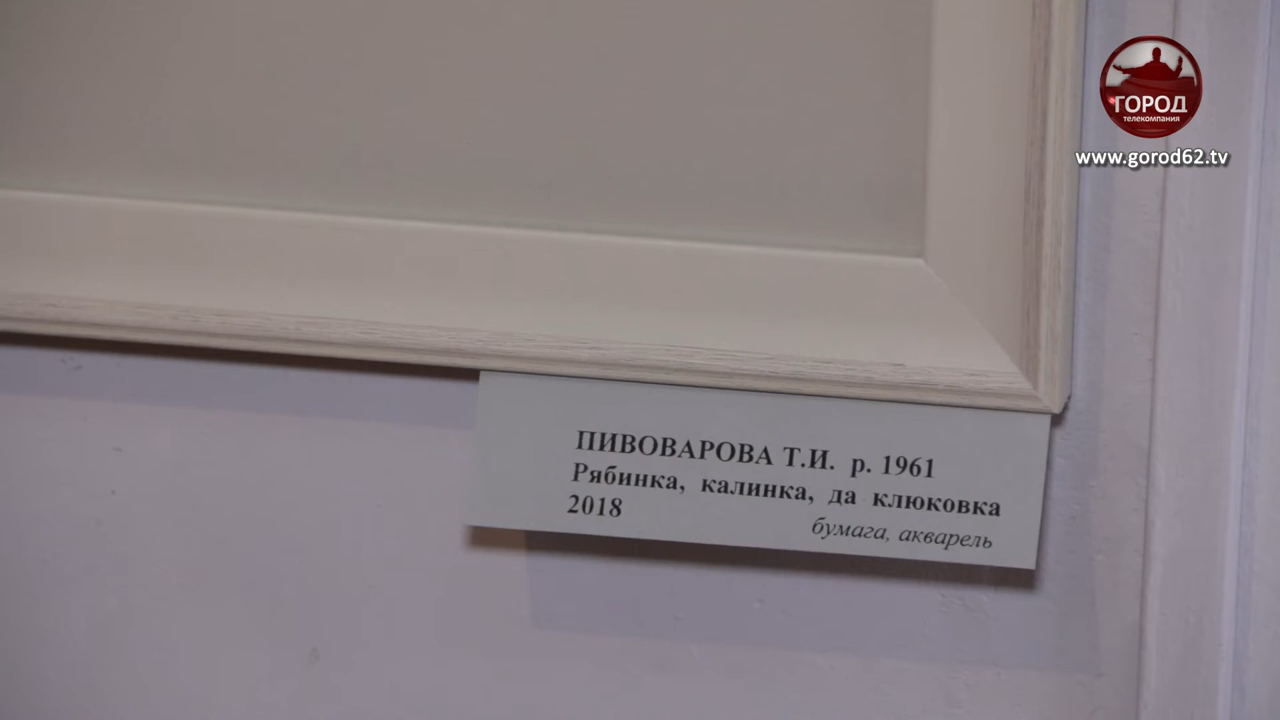 ГОРОД
телекомпания
www.gorod62.tv
ПИВОВАРОВА Т.И. р. 1961
Рябинка, калинка, да клюковка
2018
бумага, акварель